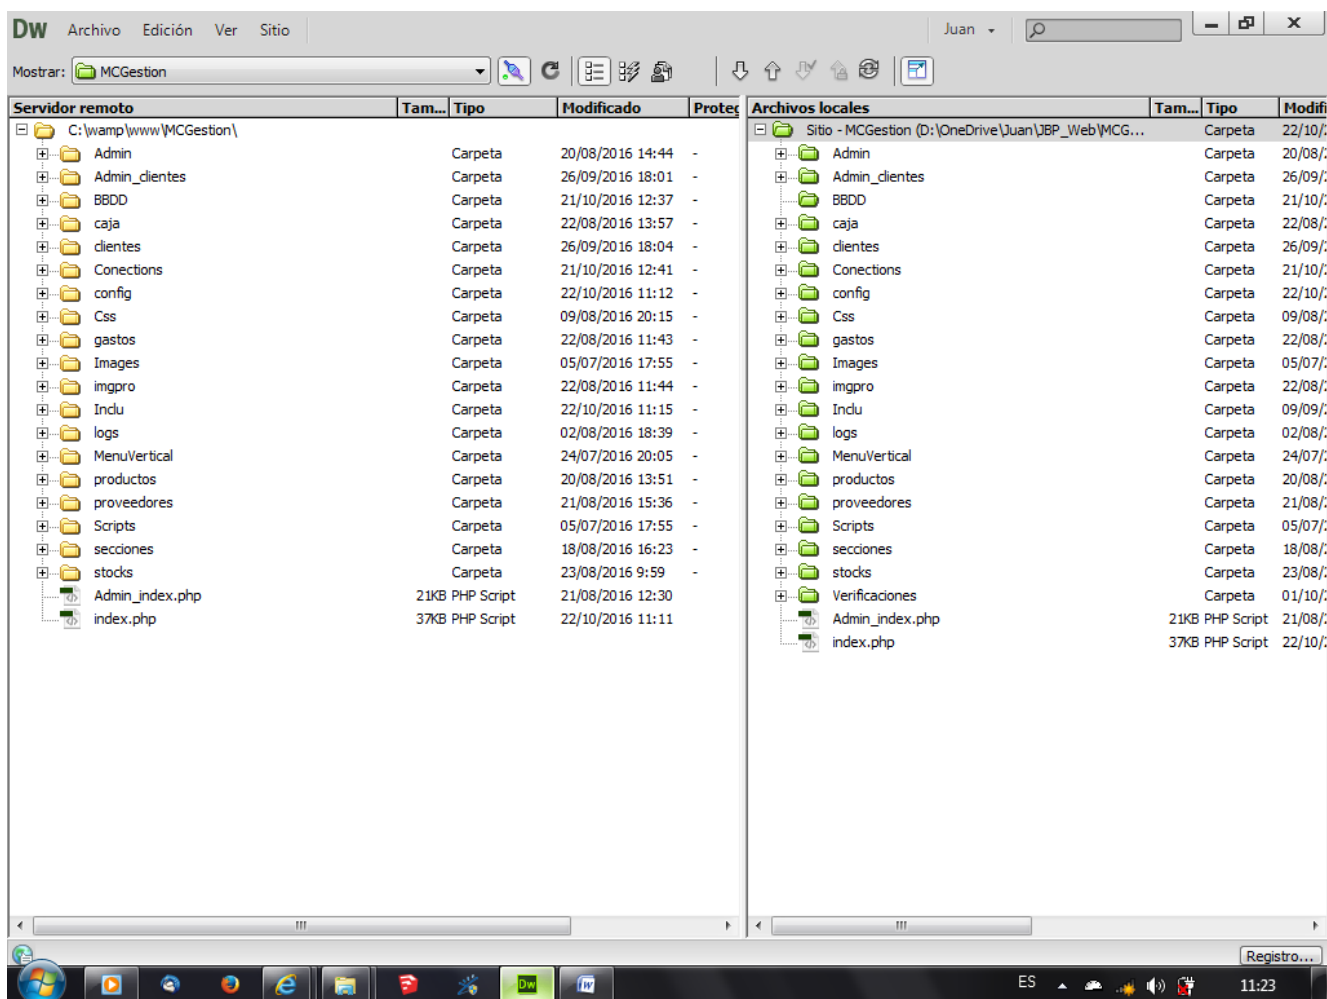 DW Archivo Edición Ver Sitio Juan
Mostrar: MCGestion
Servidor remoto Tam... Tipo Modificado Proteg
C:\wamp\www\MCGestion\
Admin Carpeta 20/08/2016 14:44 -
Admin_clientes Carpeta 26/09/2016 18:01 -
BBDD Carpeta 21/10/2016 12:37 -
caja Carpeta 22/08/2016 13:57 -
clientes Carpeta 26/09/2016 18:04 -
Conections Carpeta 21/10/2016 12:41 -
config Carpeta 22/10/2016 11:12 -
Css Carpeta 09/08/2016 20:15 -
gastos Carpeta 22/08/2016 11:43 -
Images Carpeta 05/07/2016 17:55 -
imgpro Carpeta 22/08/2016 11:44 -
Inclu Carpeta 22/10/2016 11:15 -
logs Carpeta 02/08/2016 18:39 -
MenuVertical Carpeta 24/07/2016 20:05 -
productos Carpeta 20/08/2016 13:51 -
proveedores Carpeta 21/08/2016 15:36 -
Scripts Carpeta 05/07/2016 17:55 -
secciones Carpeta 18/08/2016 16:23 -
stocks Carpeta 23/08/2016 9:59 -
Admin_index.php 21KB PHP Script 21/08/2016 12:30
index.php 37KB PHP Script 22/10/2016 11:11
Archivos locales Tam... Tipo Modifi
Sitio - MCGestion (D:\OneDrive\Juan\JBP_Web\MCG... Carpeta 22/10/
Admin Carpeta 20/08/
Admin_clientes Carpeta 26/09/
BBDD Carpeta 21/10/
caja Carpeta 22/08/
clientes Carpeta 26/09/
Conections Carpeta 21/10/
config Carpeta 22/10/
Css Carpeta 09/08/
gastos Carpeta 22/08/
Images Carpeta 05/07/
imgpro Carpeta 22/08/
Inclu Carpeta 09/09/
logs Carpeta 02/08/
MenuVertical Carpeta 24/07/
productos Carpeta 20/08/
proveedores Carpeta 21/08/
Scripts Carpeta 05/07/
secciones Carpeta 18/08/
stocks Carpeta 23/08/
Verificaciones Carpeta 01/10/
Admin_index.php 21KB PHP Script 21/08/
index.php 37KB PHP Script 22/10/
Registro...
Dw W ES 11:23